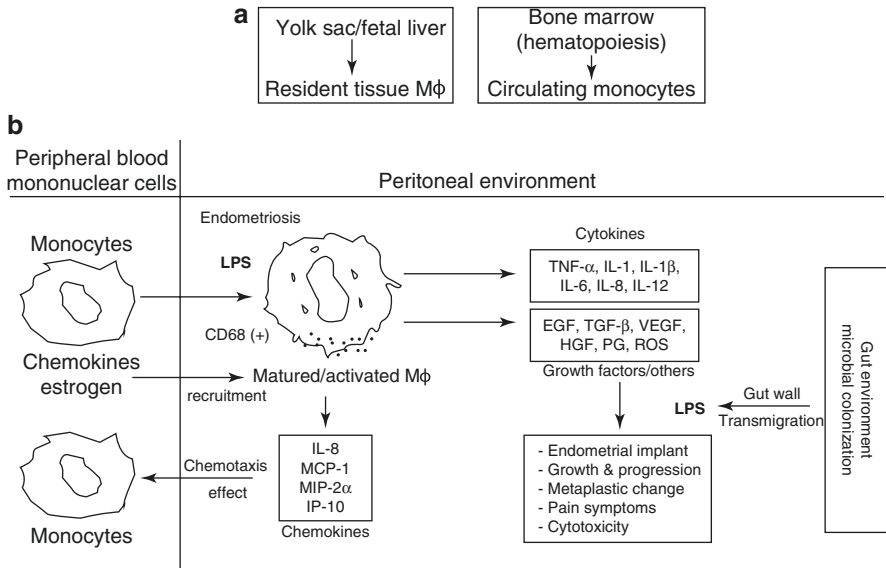 a
Yolk sac/fetal liver
Resident tissue Mϕ
Bone marrow
(hematopoiesis)
Circulating monocytes
b
Peripheral blood
mononuclear cells
Peritoneal environment
Monocytes
Chemokines
estrogen
Monocytes
Endometriosis
LPS
CD68 (+)
Matured/activated Mϕ
recruitment
Chemotaxis
effect
IL-8
MCP-1
MIP-2α
IP-10
Chemokines
Cytokines
TNF-α, IL-1, IL-1β,
IL-6, IL-8, IL-12
EGF, TGF-β, VEGF,
HGF, PG, ROS
Growth factors/others
LPS
Gut wall
Transmigration
- Endometrial implant
- Growth & progression
- Metaplastic change
- Pain symptoms
- Cytotoxicity
Gut environment
microbial colonization